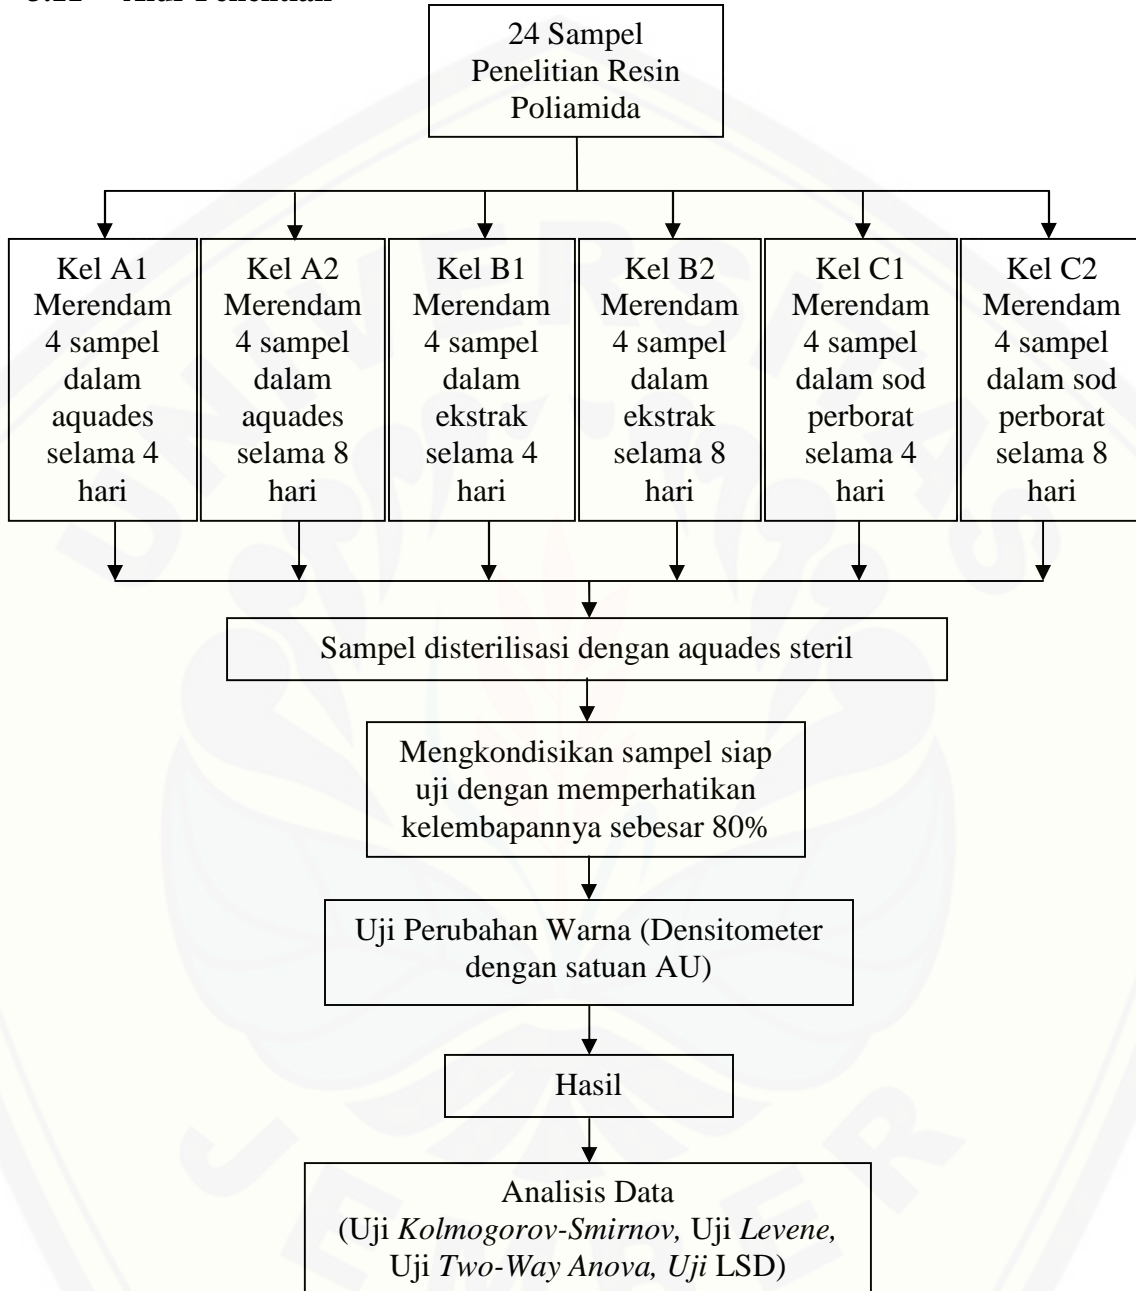 24 Sampel
Penelitian Resin
Poliamida
Kel A1
Merendam
4 sampel
dalam
aquades
selama 4
hari
Kel A2
Merendam
4 sampel
dalam
aquades
selama 8
hari
Kel B1
Merendam
4 sampel
dalam
ekstrak
selama 4
hari
Kel B2
Merendam
4 sampel
dalam
ekstrak
selama 8
hari
Kel C1
Merendam
4 sampel
dalam sod
perborat
selama 4
hari
Kel C2
Merendam
4 sampel
dalam sod
perborat
selama 8
hari
Sampel disterilisasi dengan aquades steril
Mengkondisikan sampel siap
uji dengan memperhatikan
kelembapannya sebesar 80%
Uji Perubahan Warna (Densitometer
dengan satuan AU)
Hasil
Analisis Data
(Uji Kolmogorov-Smirnov, Uji Levene,
Uji Two-Way Anova, Uji LSD)
UNIVERSITAS
JEMBER